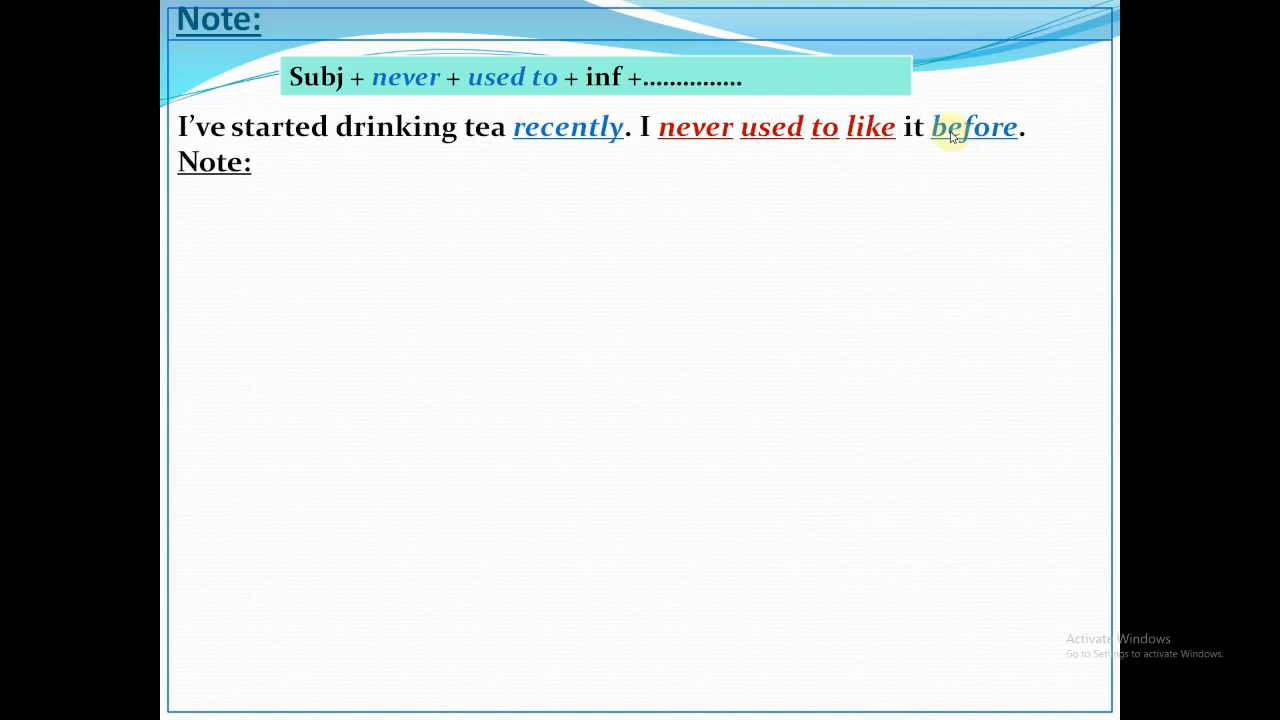 Note:
Subj + never + used to + inf +...............
I’ve started drinking tea recently. I never used to like it before.
Note:
Activate Windows
Go to Settings to activate Windows.